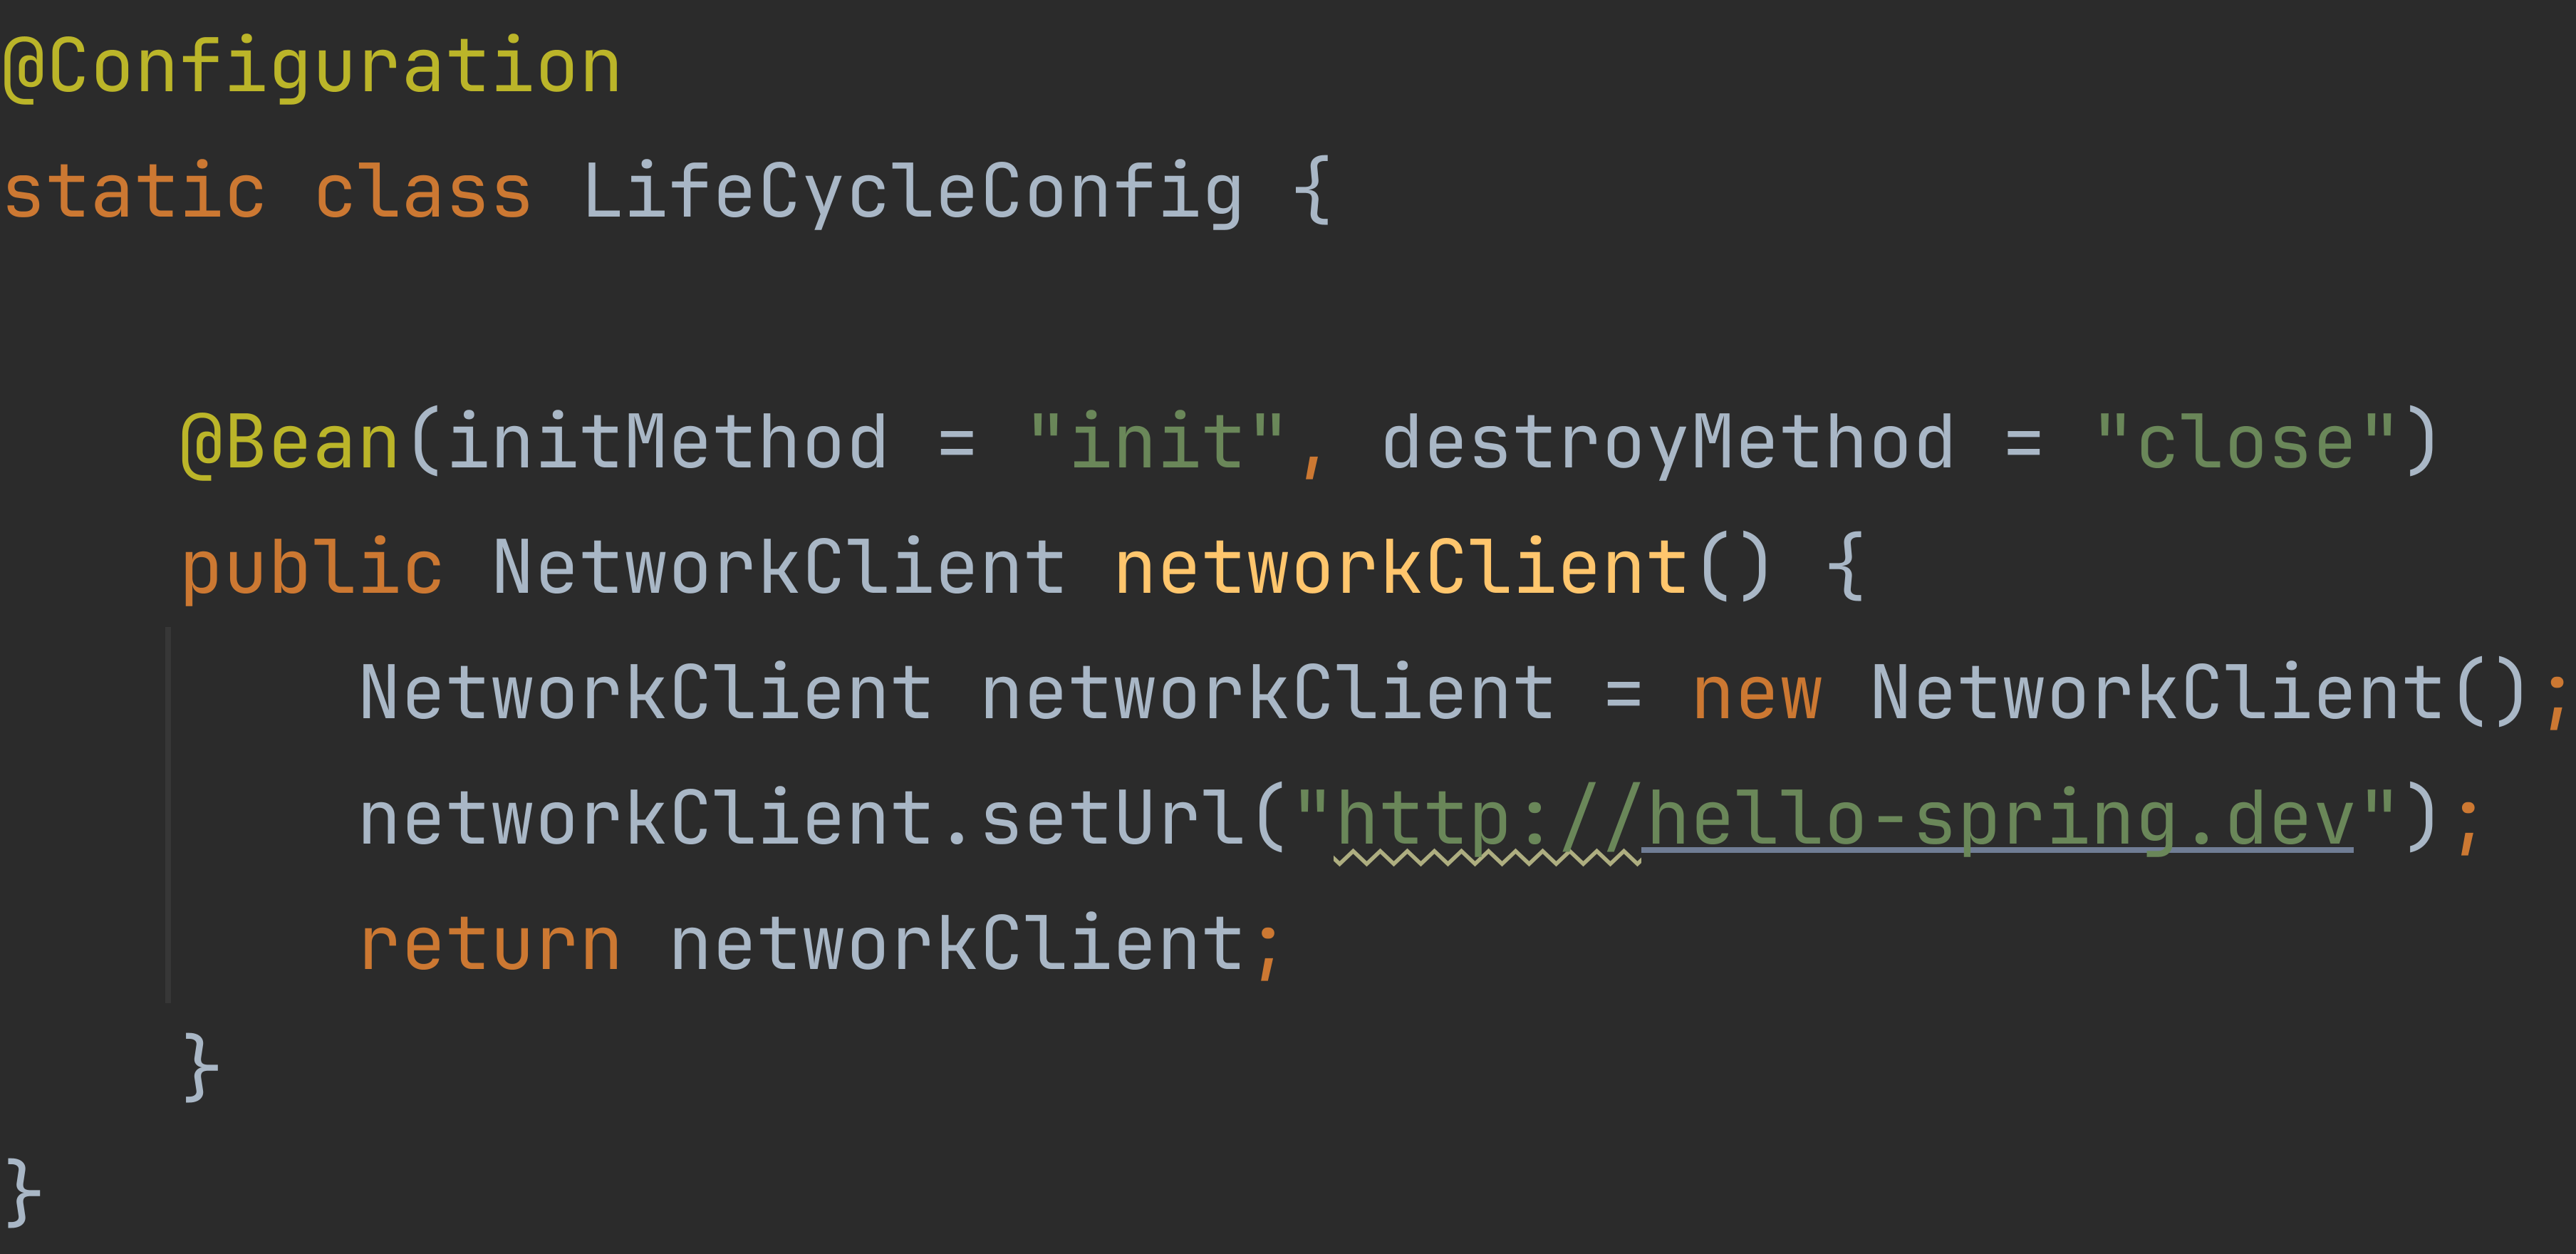 @Configuration
static class LifeCycleConfig {
@Bean(initMethod = "init", destroyMethod = "close")
public NetworkClient networkClient() {
NetworkClient networkClient = new NetworkClient();
networkClient.setUrl("http://hello-spring.dev");
return networkClient;
}
}